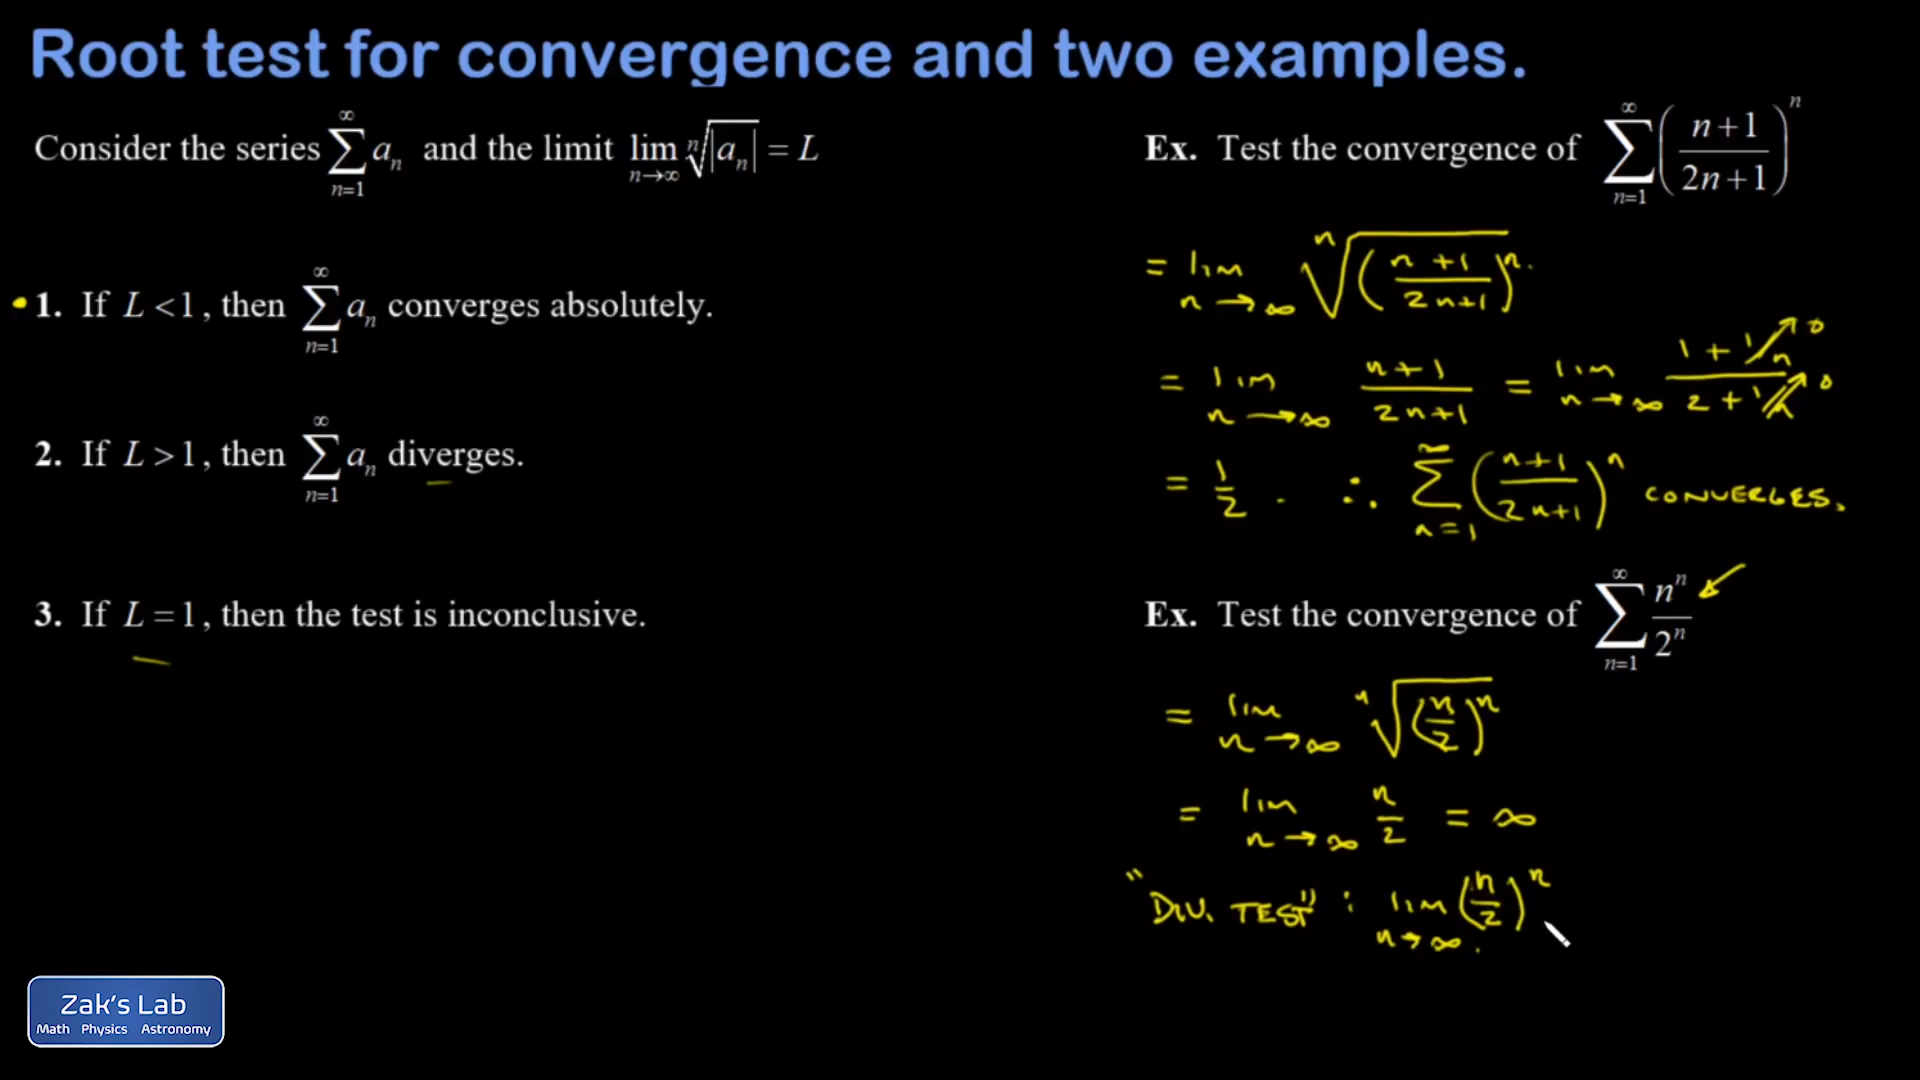 Root test for convergence and two examples.
Consider the series ∑_{n=1}^{∞} a_n and the limit lim_{n→∞} ⁿ√|a_n| = L
1. If L < 1, then ∑_{n=1}^{∞} a_n converges absolutely.
2. If L > 1, then ∑_{n=1}^{∞} a_n diverges.
3. If L = 1, then the test is inconclusive.
Ex. Test the convergence of ∑_{n=1}^{∞} ((n+1)/(2n+1))^n
= lim_{n→∞} ⁿ√((n+1)/(2n+1))^n
= lim_{n→∞} (n+1)/(2n+1) = lim_{n→∞} (1 + 1/n → 0)/(2 + 1/n → 0)
= 1/2 . ∴ ∑_{n=1}^{∞} ((n+1)/(2n+1))^n CONVERGES.
Ex. Test the convergence of ∑_{n=1}^{∞} n^n/2^n
= lim_{n→∞} ⁿ√(n/2)^n
= lim_{n→∞} n/2 = ∞
"DIV. TEST" : lim_{n→∞} (n/2)^n
Zak's Lab
Math Physics Astronomy